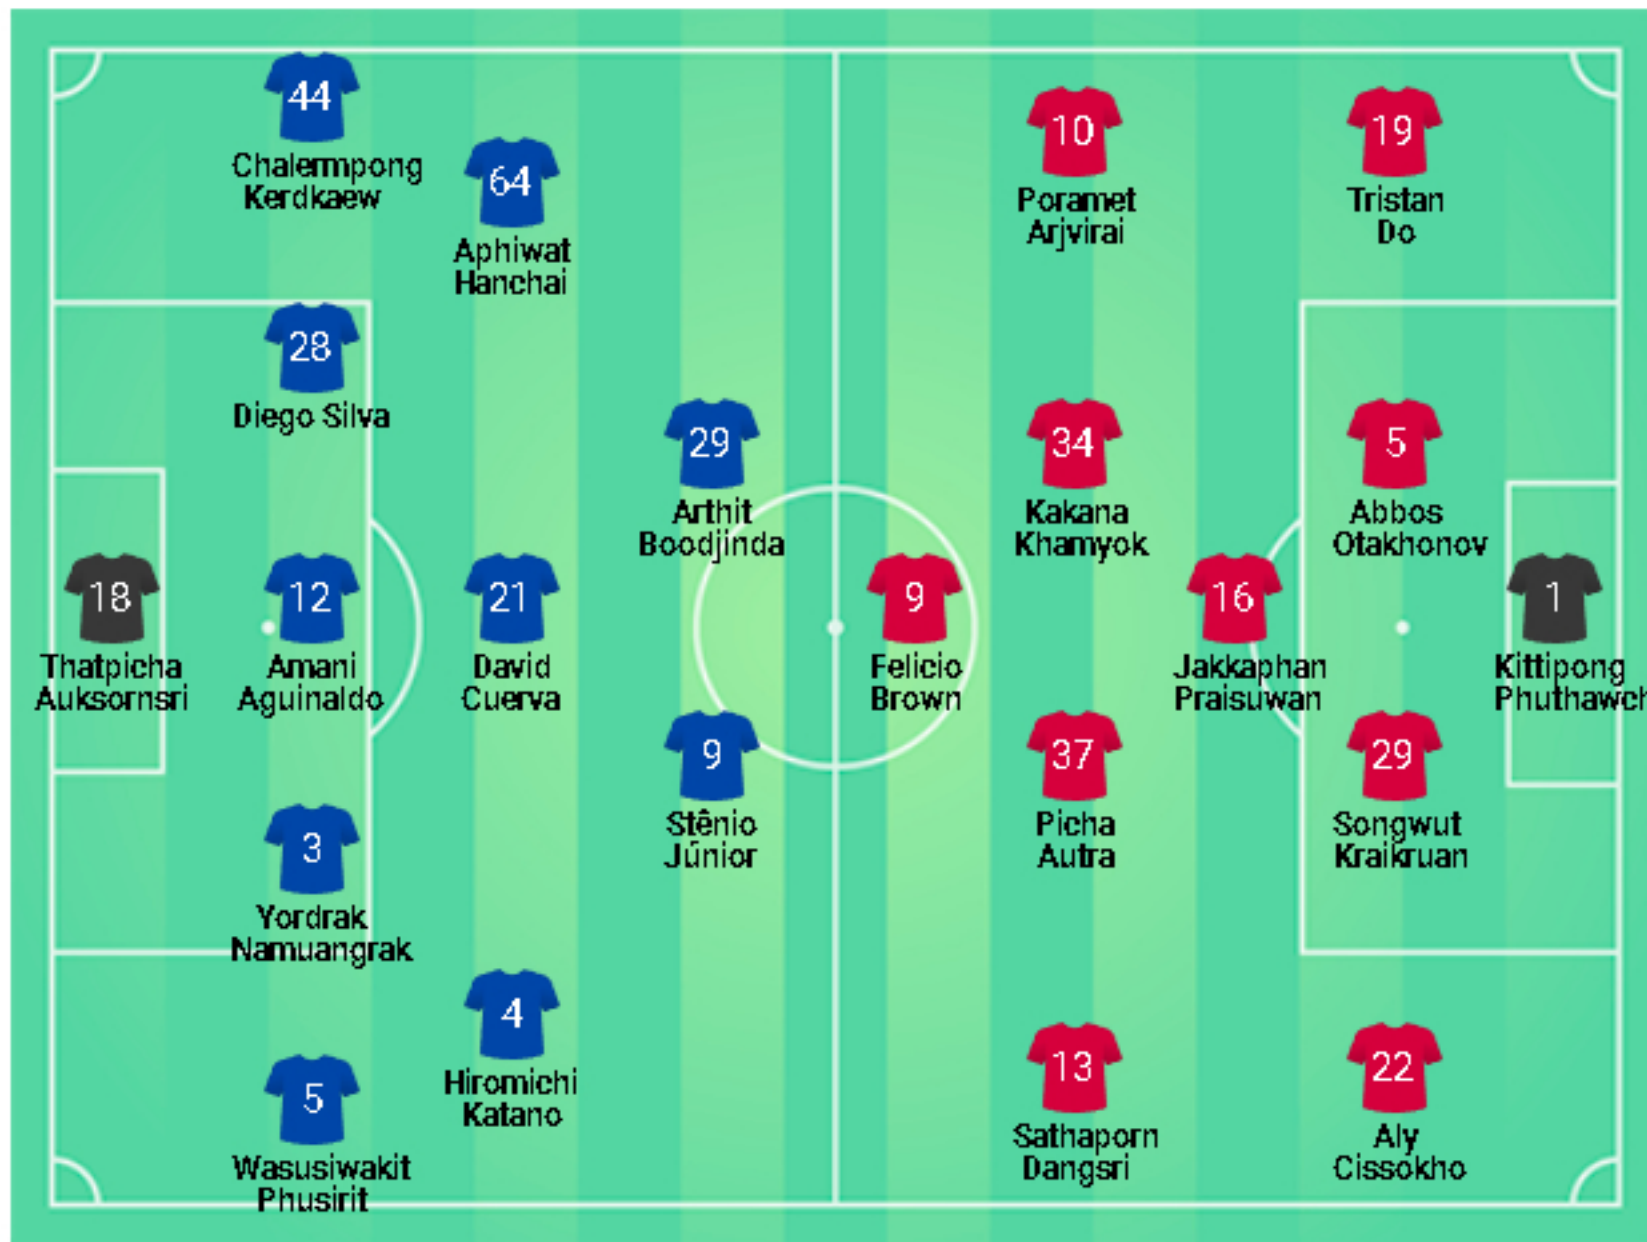 44
Chalermpong
Kerdkaew
64
Aphiwat
Hanchai
28
Diego Silva
29
Arthit
Boodjinda
18
Thatpicha
Auksornsri
12
Amani
Aguinaldo
21
David
Cuerva
9
Stênio
Júnior
3
Yordrak
Namuangrak
4
Hiromichi
Katano
5
Wasusiwakit
Phusirit
10
Poramet
Arjvirai
19
Tristan
Do
34
Kakana
Khamyok
5
Abbos
Otakhonov
9
Felicio
Brown
16
Jakkaphan
Praisuwan
1
Kittipong
Phuthawch
37
Picha
Autra
29
Songwut
Kraikruan
13
Sathaporn
Dangsri
22
Aly
Cissokho